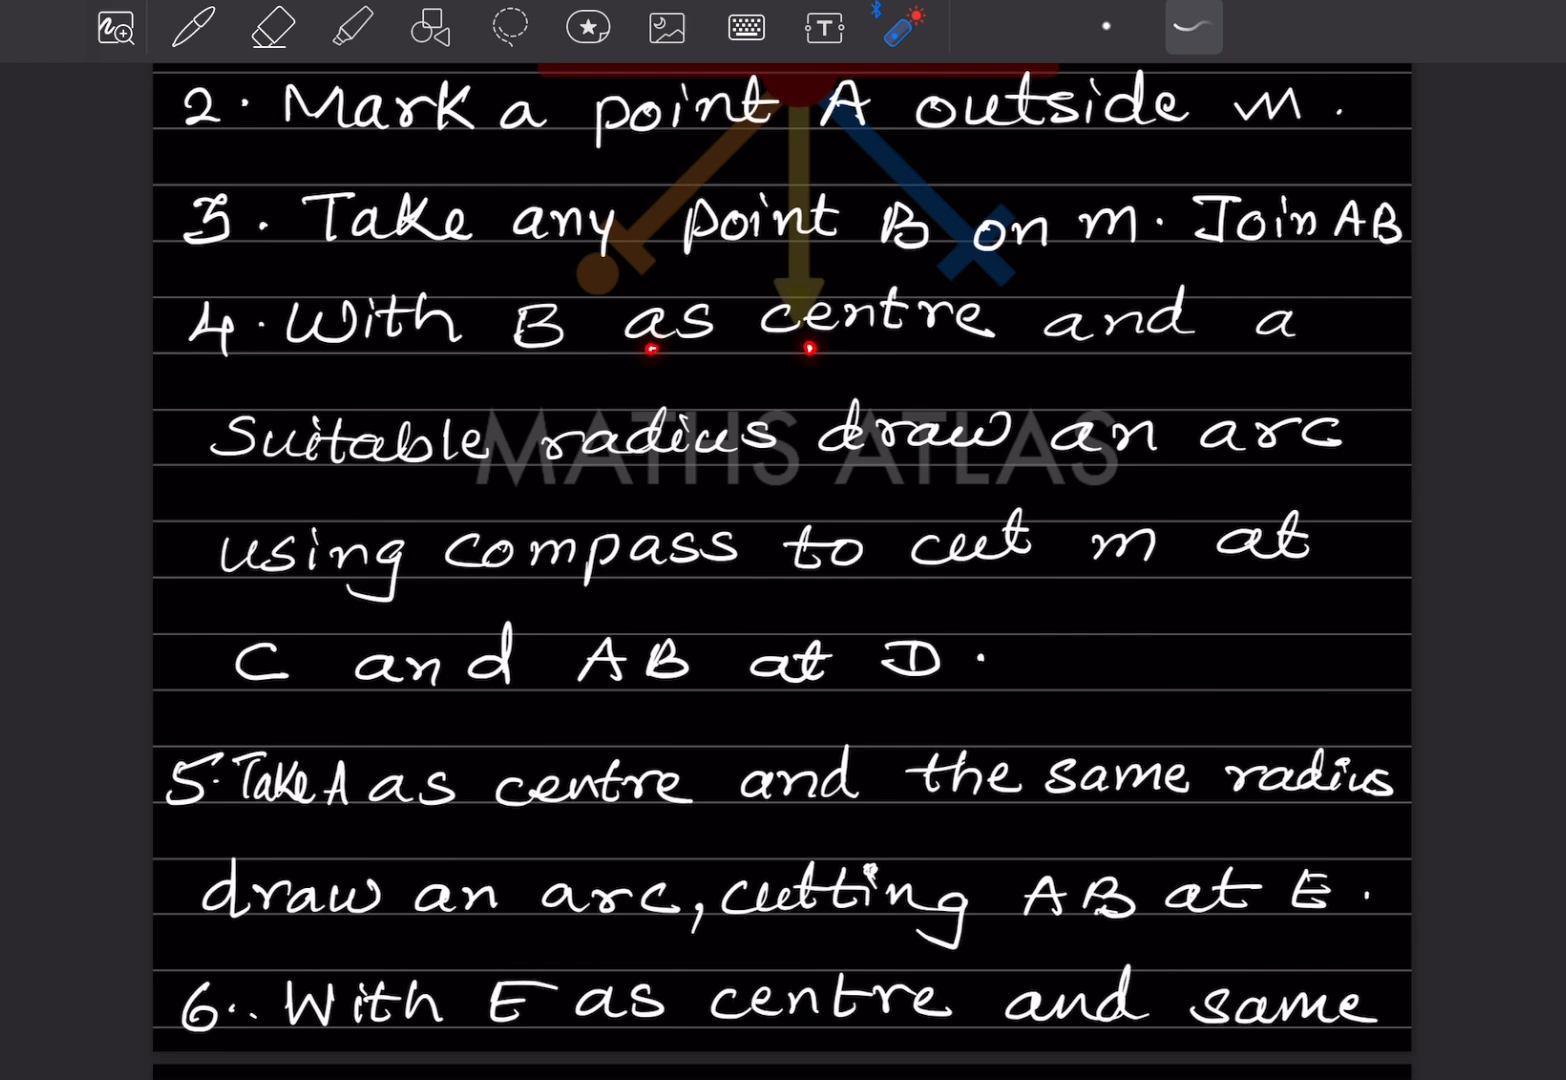 2. Mark a point A outside m.
3. Take any point B on m. Join AB
4. With B as centre and a
Suitable radius draw an arc
MATHS ATLAS
using compass to cut m at
C and AB at D.
5. Take A as centre and the same radius
draw an arc, cutting AB at E.
6.. With E as centre and same